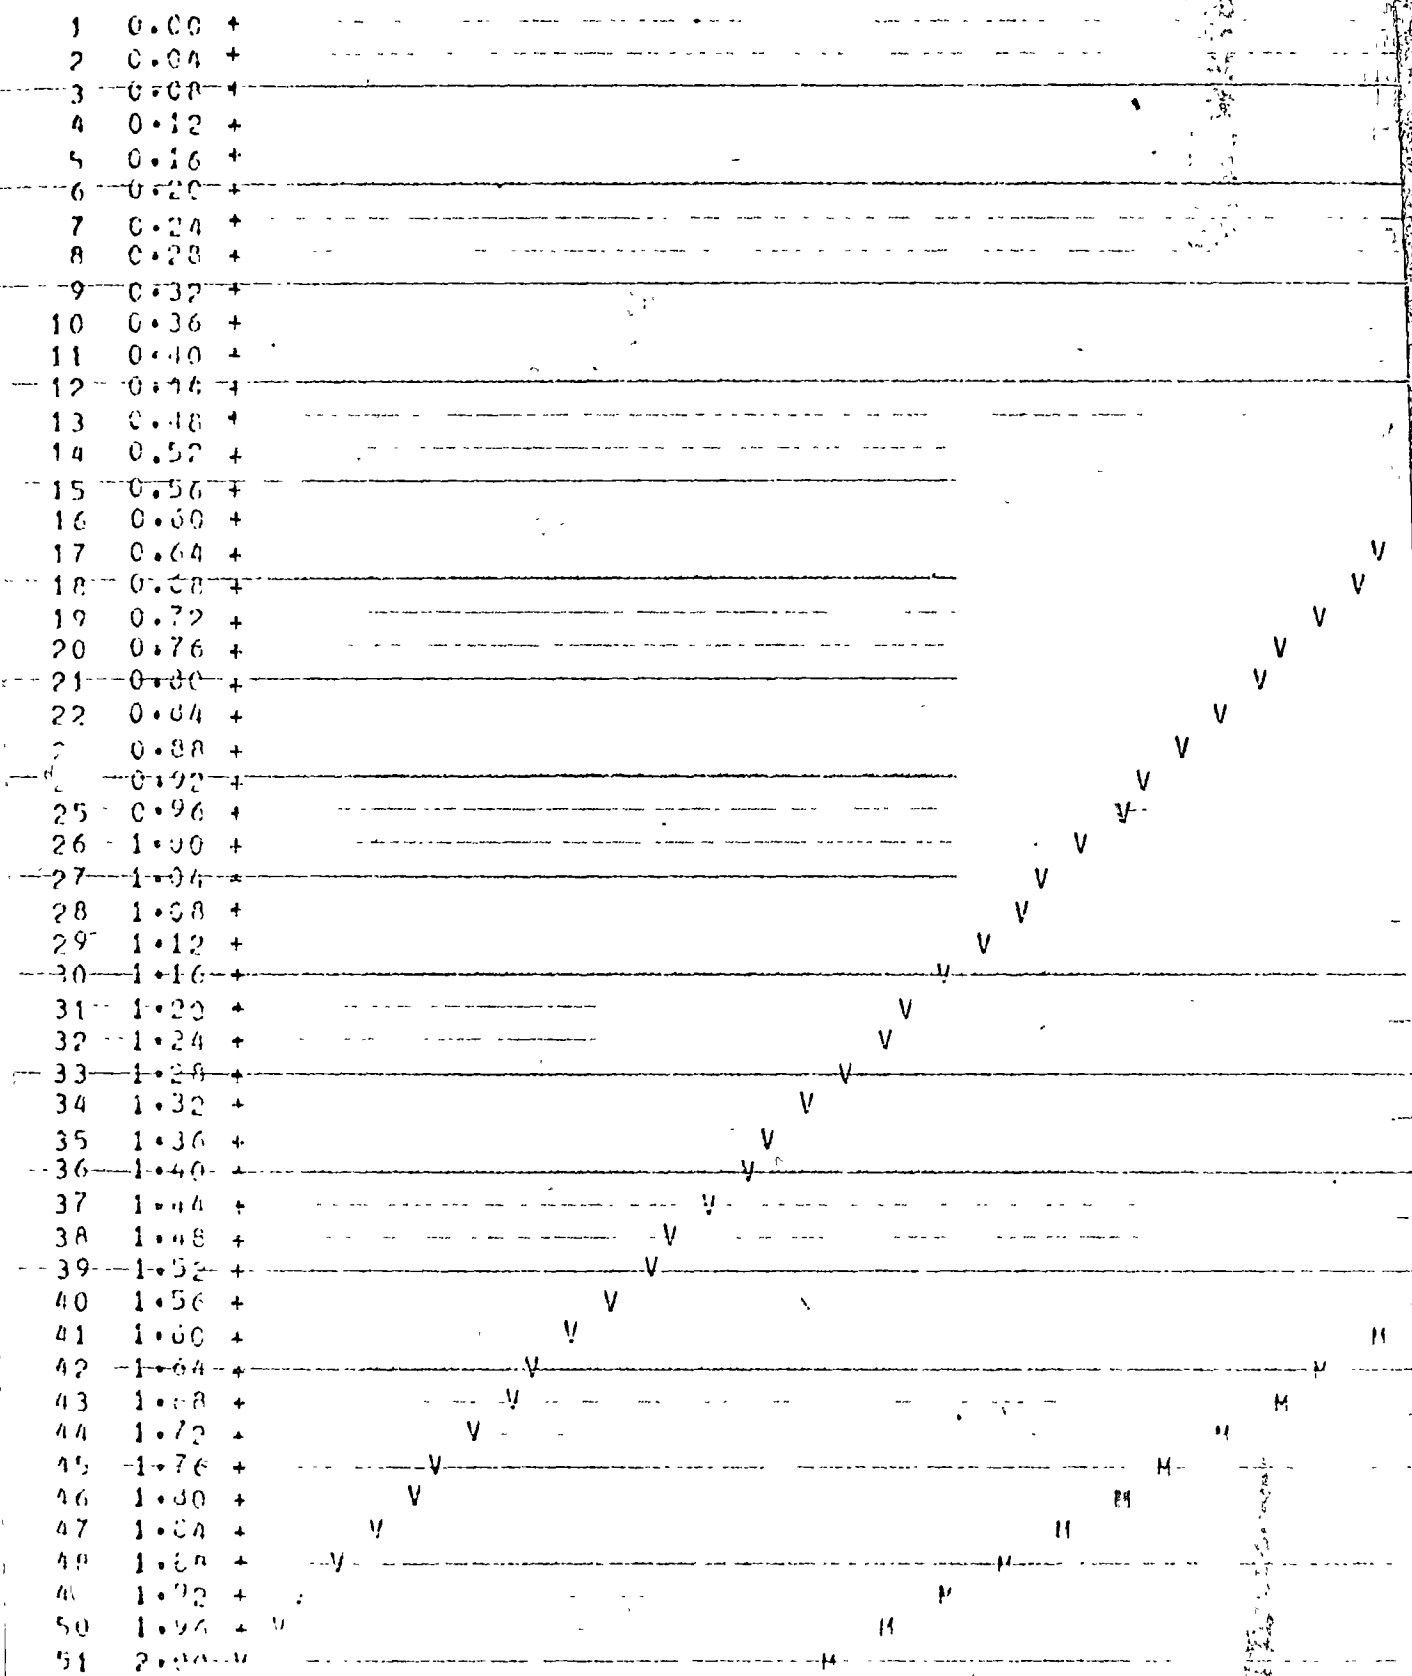 1 0.00 +
2 0.04 +
3 0.08 +
4 0.12 +
5 0.16 +
6 0.20 +
7 0.24 +
8 0.28 +
9 0.32 +
10 0.36 +
11 0.40 +
12 0.44 +
13 0.48 +
14 0.52 +
15 0.56 +
16 0.60 +
17 0.64 + V
18 0.68 + V
19 0.72 + V
20 0.76 + V
21 0.80 + V
22 0.84 + V
0.88 + V
0.92 + V
25 0.96 + V
26 1.00 + V
27 1.04 + V
28 1.08 + V
29 1.12 + V
30 1.16 + V
31 1.20 + V
32 1.24 + V
33 1.28 + V
34 1.32 + V
35 1.36 + V
36 1.40 + V
37 1.44 + V
38 1.48 + V
39 1.52 + V
40 1.56 + V
41 1.60 + V M
42 1.64 + V M
43 1.68 + V M
44 1.72 + V M
45 1.76 + V M
46 1.80 + V M
47 1.84 + V M
48 1.88 + V M
1.92 + M
50 1.96 + V M
51 2.00 V M